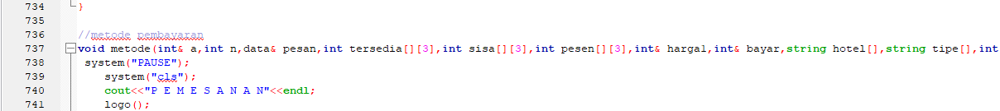 734 }
735
736 //metode pembayaran
737 void metode(int& a,int n,data& pesan,int tersedia[][3],int sisa[][3],int pesen[][3],int& hargal,int& bayar,string hotel[],string tipe[],int
738 system("PAUSE");
739 system("cls");
740 cout<<"P E M E S A N A N"<<endl;
741 logo();